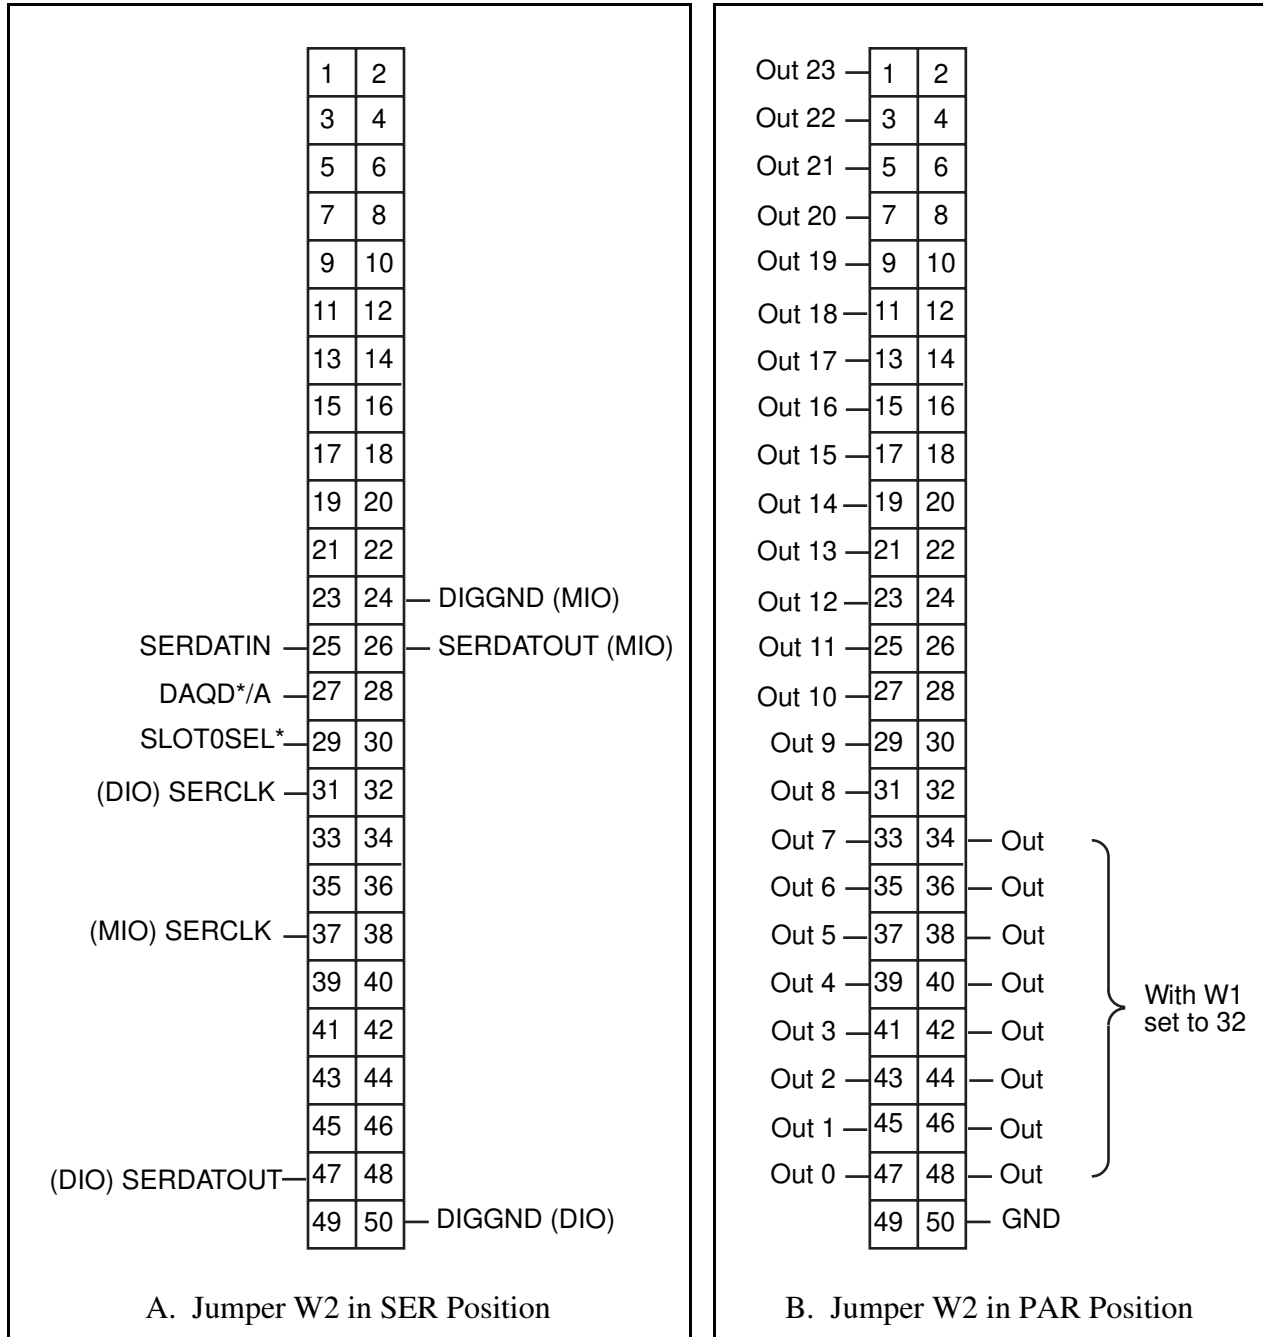 1 2
3 4
5 6
7 8
9 10
11 12
13 14
15 16
17 18
19 20
21 22
23 24 DIGGND (MIO)
SERDATIN 25 26 SERDATOUT (MIO)
DAQD*/A 27 28
SLOT0SEL* 29 30
(DIO) SERCLK 31 32
33 34
35 36
(MIO) SERCLK 37 38
39 40
41 42
43 44
45 46
(DIO) SERDATOUT 47 48
49 50 DIGGND (DIO)
A. Jumper W2 in SER Position
Out 23 1 2
Out 22 3 4
Out 21 5 6
Out 20 7 8
Out 19 9 10
Out 18 11 12
Out 17 13 14
Out 16 15 16
Out 15 17 18
Out 14 19 20
Out 13 21 22
Out 12 23 24
Out 11 25 26
Out 10 27 28
Out 9 29 30
Out 8 31 32
Out 7 33 34 Out
Out 6 35 36 Out
Out 5 37 38 Out
Out 4 39 40 Out
Out 3 41 42 Out
Out 2 43 44 Out
Out 1 45 46 Out
Out 0 47 48 Out
49 50 GND
With W1
set to 32
B. Jumper W2 in PAR Position